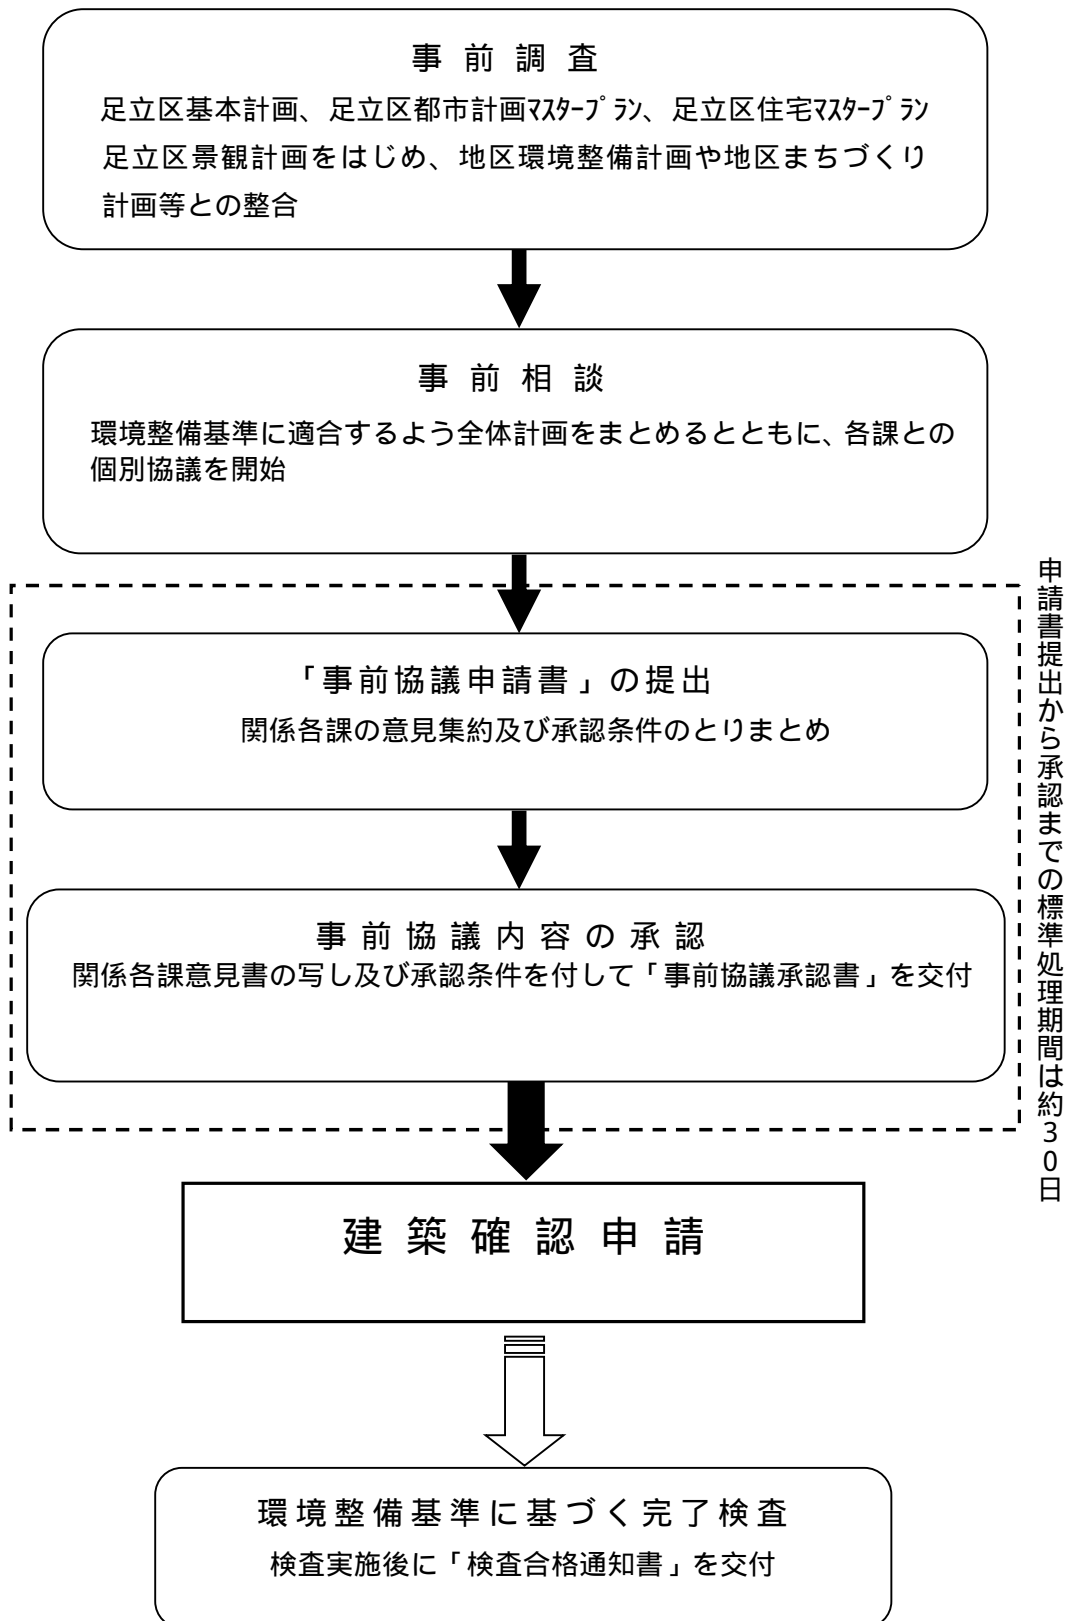 事前調査
足立区基本計画、足立区都市計画ﾏｽﾀｰﾌﾟﾗﾝ、足立区住宅ﾏｽﾀｰﾌﾟﾗﾝ
足立区景観計画をはじめ、地区環境整備計画や地区まちづくり
計画等との整合
事前相談
環境整備基準に適合するよう全体計画をまとめるとともに、各課との
個別協議を開始
「事前協議申請書」の提出
関係各課の意見集約及び承認条件のとりまとめ
事前協議内容の承認
関係各課意見書の写し及び承認条件を付して「事前協議承認書」を交付
申請書提出から承認までの標準処理期間は約30日
建築確認申請
環境整備基準に基づく完了検査
検査実施後に「検査合格通知書」を交付